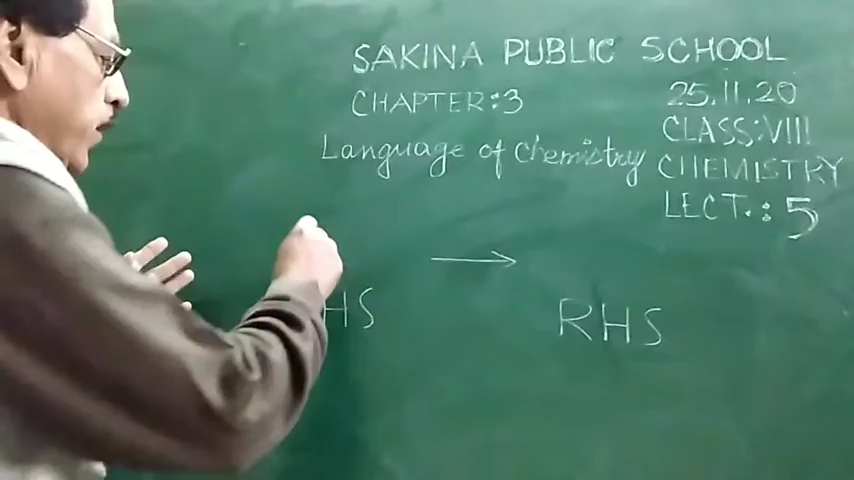 SAKINA PUBLIC SCHOOL
CHAPTER:3
25.11.20
Language of Chemistry
CLASS:VIII
CHEMISTRY
LECT.:5
→
HS
RHS